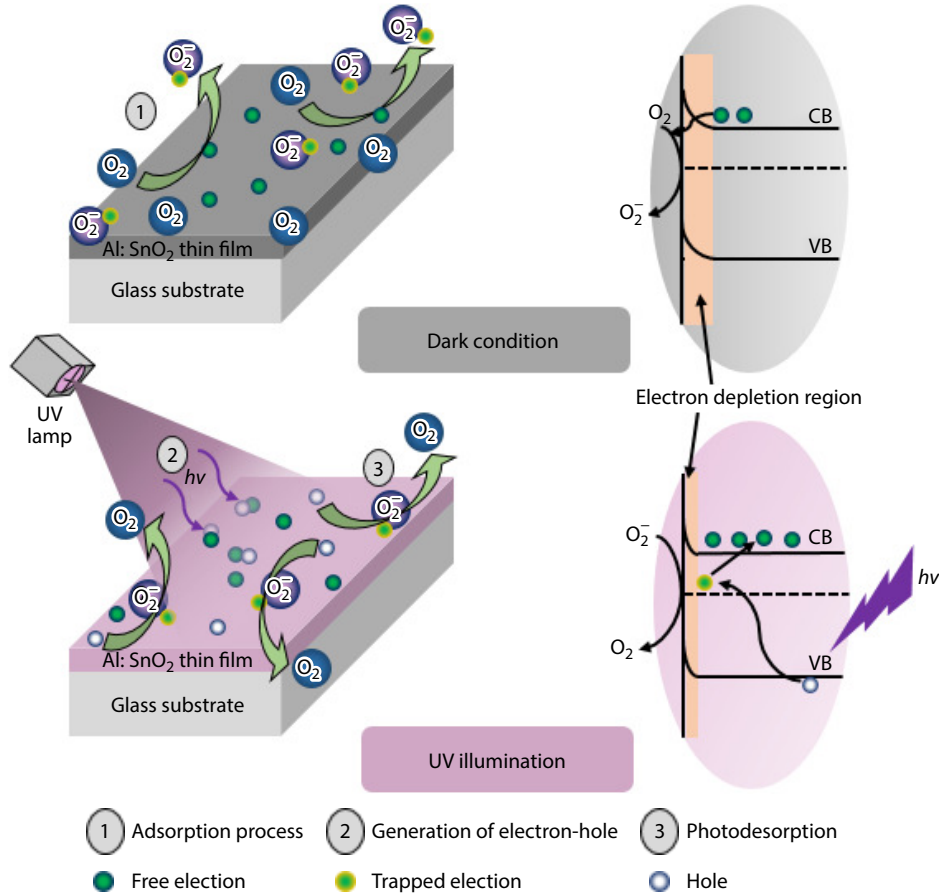 O₂⁻
O₂⁻
O₂
O₂⁻
1
O₂
O₂⁻
O₂
O₂⁻
O₂
O₂
Al: SnO₂ thin film
Glass substrate
O₂
CB
O₂⁻
VB
Dark condition
Electron depletion region
UV
lamp
2
hν
3
O₂
O₂⁻
O₂
O₂⁻
O₂⁻
O₂
Al: SnO₂ thin film
Glass substrate
O₂⁻
CB
hν
O₂
VB
UV illumination
1 Adsorption process
2 Generation of electron-hole
3 Photodesorption
Free election
Trapped election
Hole